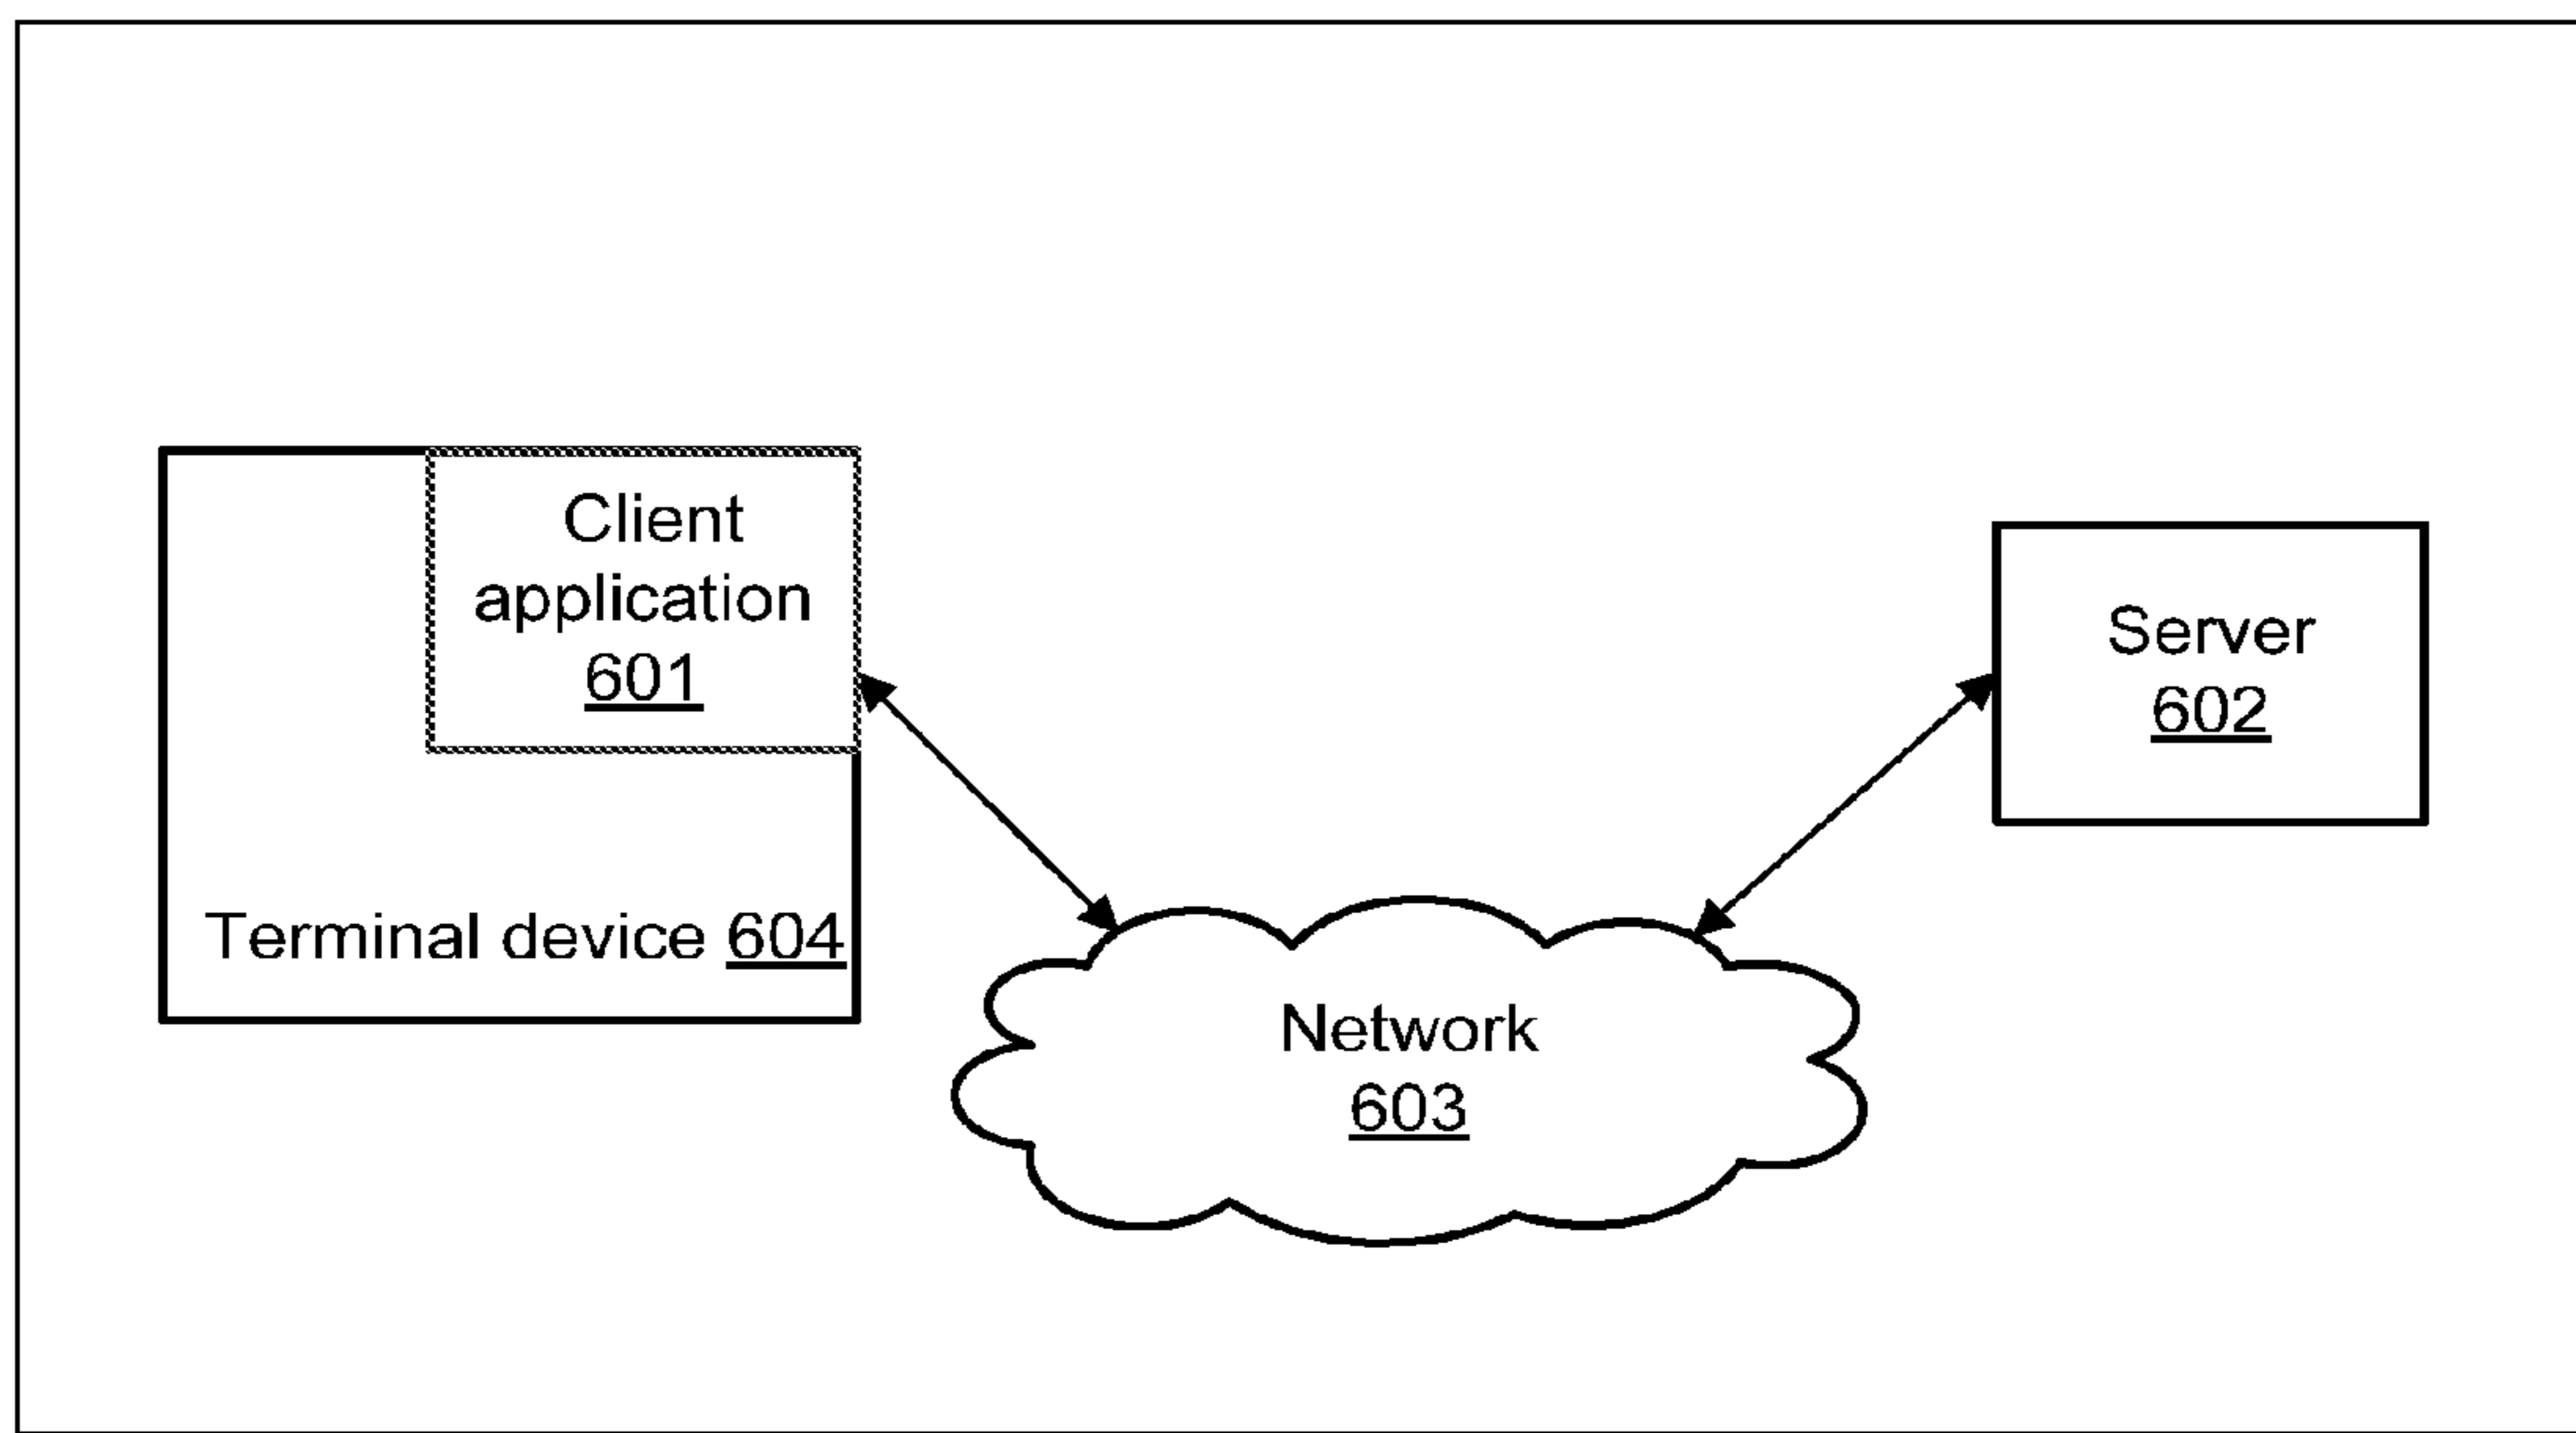 Client
application
601
Terminal device 604
Server
602
Network
603